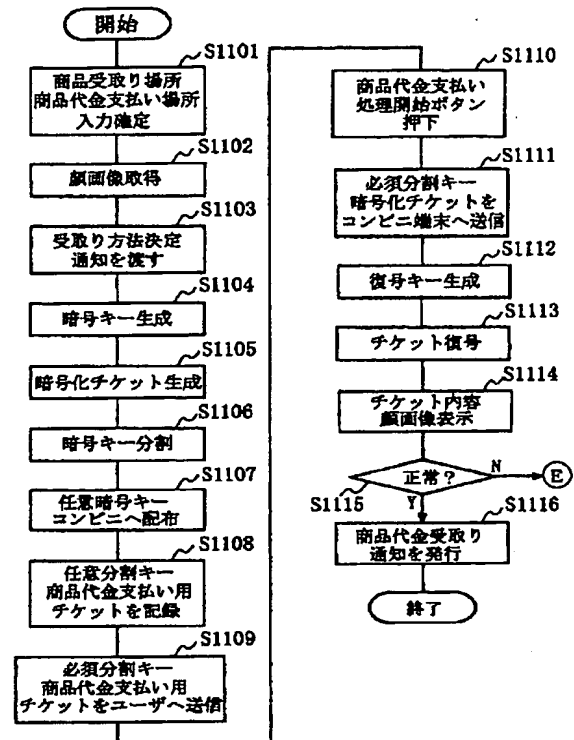 開始
S1101
商品受取り場所
商品代金支払い場所
入力確定
S1102
顔画像取得
S1103
受取り方法決定
通知を渡す
S1104
暗号キー生成
S1105
暗号化チケット生成
S1106
暗号キー分割
S1107
任意暗号キー
コンビニへ配布
S1108
任意分割キー
商品代金支払い用
チケットを記録
S1109
必須分割キー
商品代金支払い用
チケットをユーザへ送信
S1110
商品代金支払い
処理開始ボタン
押下
S1111
必須分割キー
暗号化チケットを
コンビニ端末へ送信
S1112
復号キー生成
S1113
チケット復号
S1114
チケット内容
顔画像表示
正常?
N
E
S1115
Y
S1116
商品代金受取り
通知を発行
終了